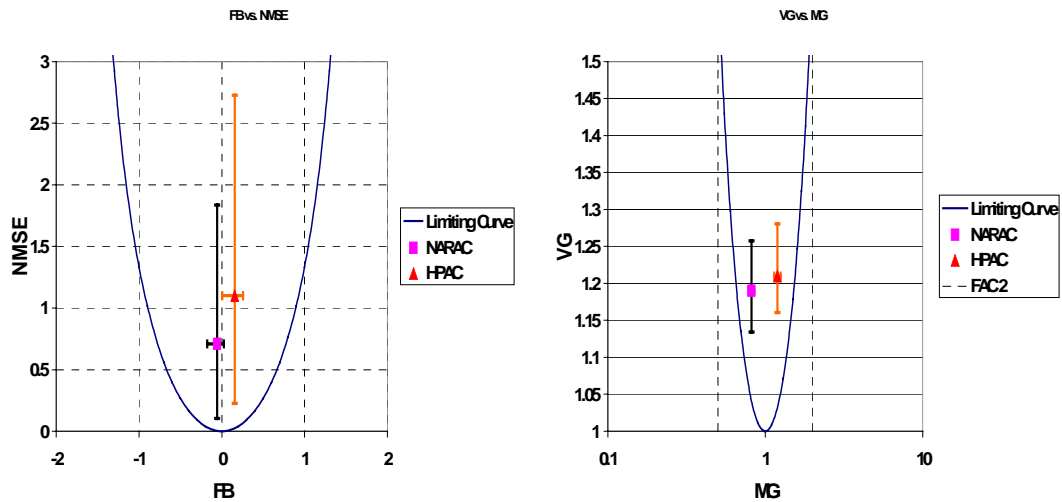 FB vs. NMSE
3
2.5
2
1.5
1
0.5
0
-2
-1
0
1
2
NMSE
FB
Limiting Curve
NARAC
HPAC
VG vs. MG
1.5
1.45
1.4
1.35
1.3
1.25
1.2
1.15
1.1
1.05
1
0.1
1
10
VG
MG
Limiting Curve
NARAC
HPAC
FAC2